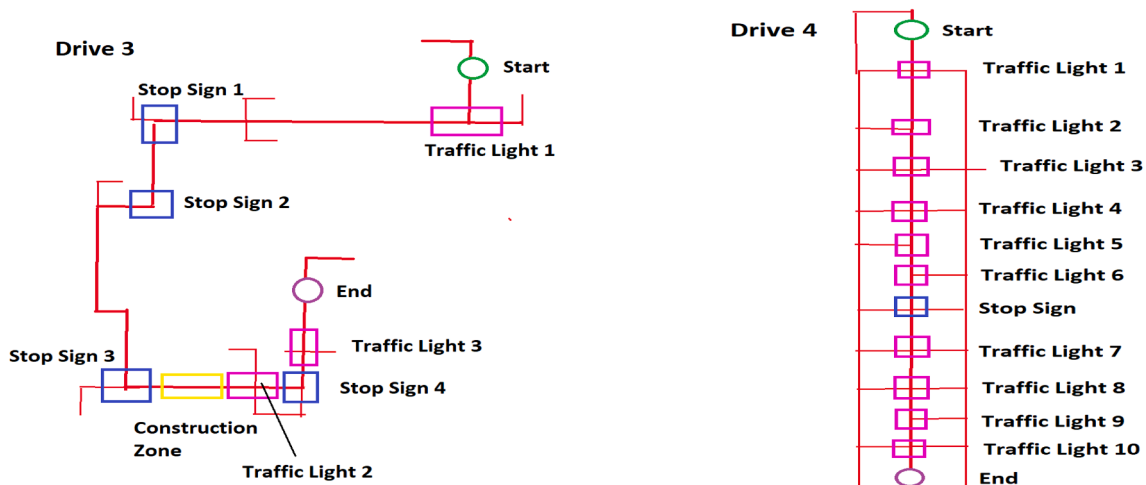 Drive 3
Start
Stop Sign 1
Traffic Light 1
Stop Sign 2
End
Traffic Light 3
Stop Sign 3
Stop Sign 4
Construction
Zone
Traffic Light 2
Drive 4
Start
Traffic Light 1
Traffic Light 2
Traffic Light 3
Traffic Light 4
Traffic Light 5
Traffic Light 6
Stop Sign
Traffic Light 7
Traffic Light 8
Traffic Light 9
Traffic Light 10
End